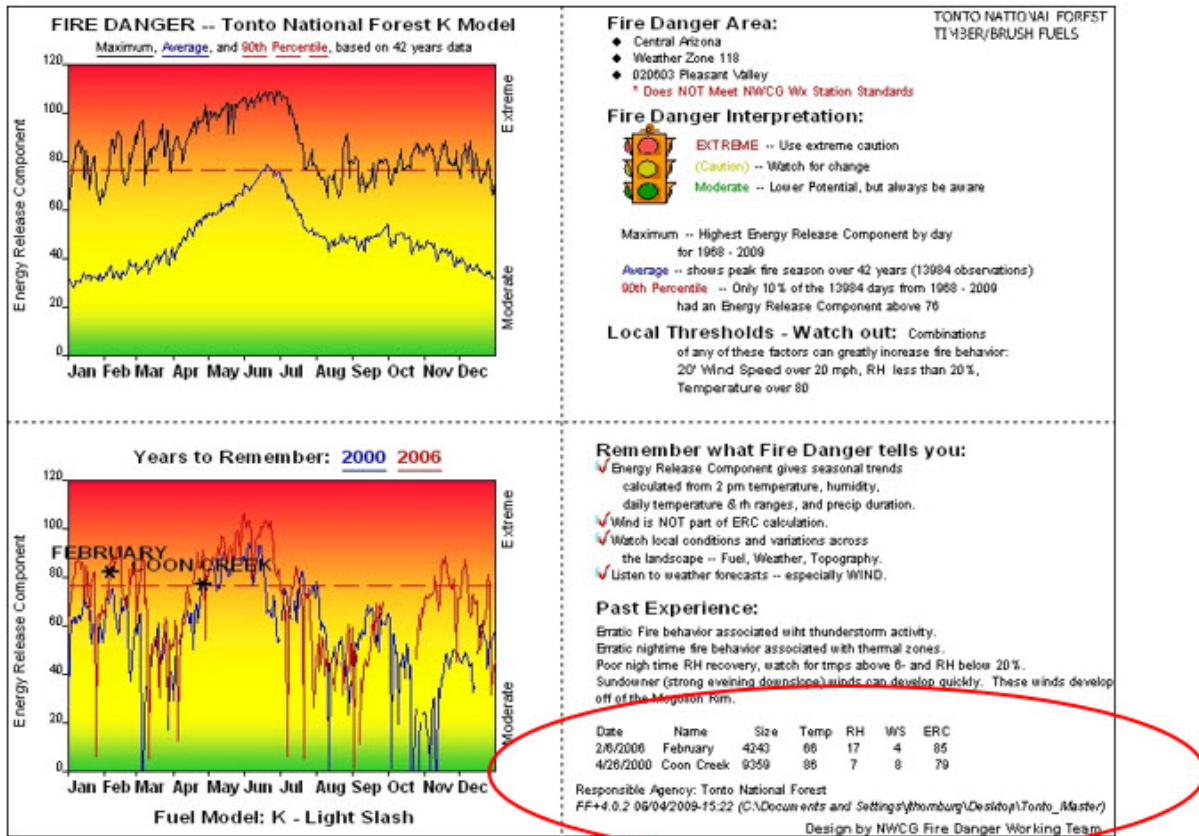 FIRE DANGER -- Tonto National Forest K Model
Maximum, Average, and 90th Percentile, based on 42 years data
Energy Release Component
120
100
80
60
40
20
0
Extreme
Moderate
Jan Feb Mar Apr May Jun Jul Aug Sep Oct Nov Dec
TONTO NATIONAL FOREST
TIMBER/BRUSH FUELS
Fire Danger Area:
◆ Central Arizona
◆ Weather Zone 118
◆ 020603 Pleasant Valley
* Does NOT Meet NWCG Wx Station Standards
Fire Danger Interpretation:
EXTREME -- Use extreme caution
(Caution) -- Watch for change
Moderate -- Lower Potential, but always be aware
Maximum -- Highest Energy Release Component by day
for 1968 - 2009
Average -- shows peak fire season over 42 years (13984 observations)
90th Percentile -- Only 10% of the 13984 days from 1968 - 2009
had an Energy Release Component above 76
Local Thresholds - Watch out: Combinations
of any of these factors can greatly increase fire behavior:
20' Wind Speed over 20 mph, RH less than 20%,
Temperature over 80
Years to Remember: 2000 2006
Energy Release Component
120
100
80
60
40
20
0
FEBRUARY
COON CREEK
Extreme
Moderate
Jan Feb Mar Apr May Jun Jul Aug Sep Oct Nov Dec
Fuel Model: K - Light Slash
Remember what Fire Danger tells you:
Energy Release Component gives seasonal trends
calculated from 2 pm temperature, humidity,
daily temperature & rh ranges, and precip duration.
Wind is NOT part of ERC calculation.
Watch local conditions and variations across
the landscape -- Fuel, Weather, Topography.
Listen to weather forecasts -- especially WIND.
Past Experience:
Erratic Fire behavior associated wiht thunderstorm activity.
Erratic nightime fire behavior associated with thermal zones.
Poor nigh time RH recovery, watch for tmps above 6- and RH below 20%.
Sundowner (strong eveining downslope) winds can develop quickly. These winds develop
off of the Mogollon Rim.
Date Name Size Temp RH WS ERC
2/6/2006 February 4243 66 17 4 85
4/26/2000 Coon Creek 9359 86 7 8 79
Responsible Agency: Tonto National Forest
FF+4.0.2 06/04/2009-15:22 (C:\Documents and Settings\jthornburg\Desktop\Tonto_Master)
Design by NWCG Fire Danger Working Team